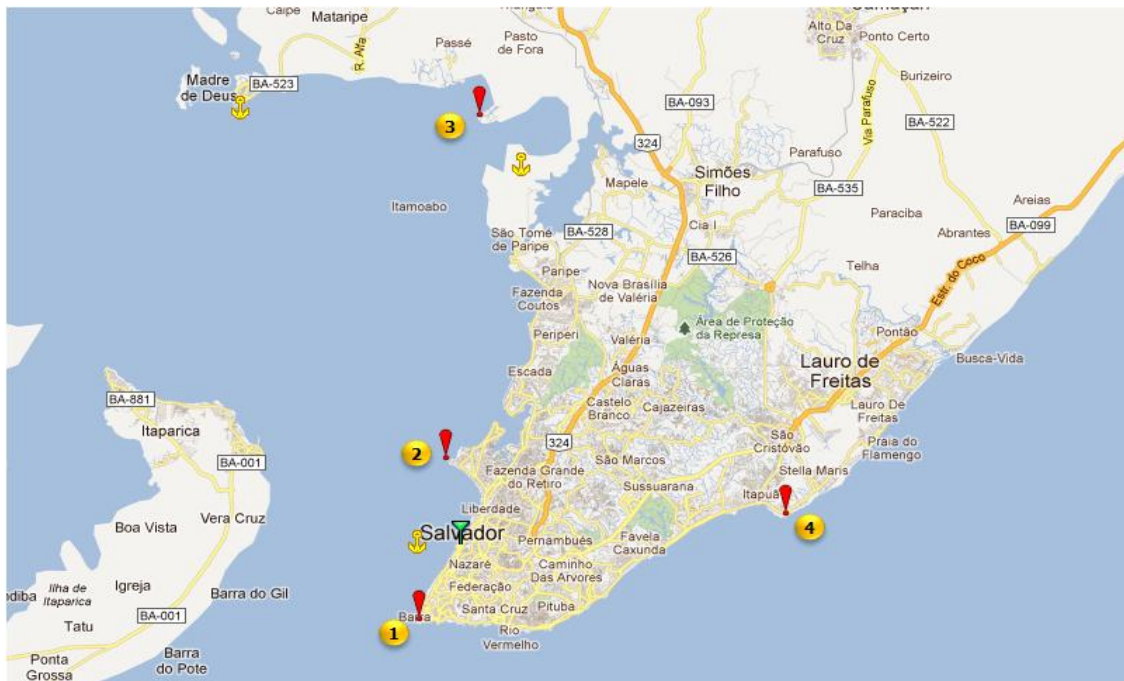 Caipe
Mataripe
Triângulo
Camaçari
Passé
Pasto
de Fora
R. Alfa
Alto Da
Cruz
Ponto Certo
Madre
de Deus
BA-523
Burizeiro
BA-093
Via Parafuso
BA-522
3
324
Parafuso
Simões
Filho
Mapele
BA-535
Itamoabo
Areias
Paraciba
Cia I
BA-099
Abrantes
São Tomé
de Paripe
BA-528
BA-526
Telha
Estr. do Coco
Paripe
Nova Brasília
de Valéria
Fazenda
Coutos
Área de Proteção
da Represa
Periperi
Valéria
Pontão
Busca-Vida
Escada
Águas
Claras
Lauro de
Freitas
BA-881
Castelo
Branco
Cajazeiras
Lauro De
Freitas
Itaparica
São
Cristóvão
324
Praia do
Flamengo
2
BA-001
Fazenda Grande
do Retiro
São Marcos
Stella Maris
Sussuarana
Itapuã
Liberdade
Vera Cruz
Boa Vista
4
Salvador
Pernambués
Favela
Caxunda
Nazaré
Caminho
Das Arvores
Igreja
Barra do Gil
Federação
Ilha de
Itaparica
ndiba
BA-001
Barra
Santa Cruz
Pituba
Tatu
1
Rio
Vermelho
Ponta
Grossa
Barra
do Pote